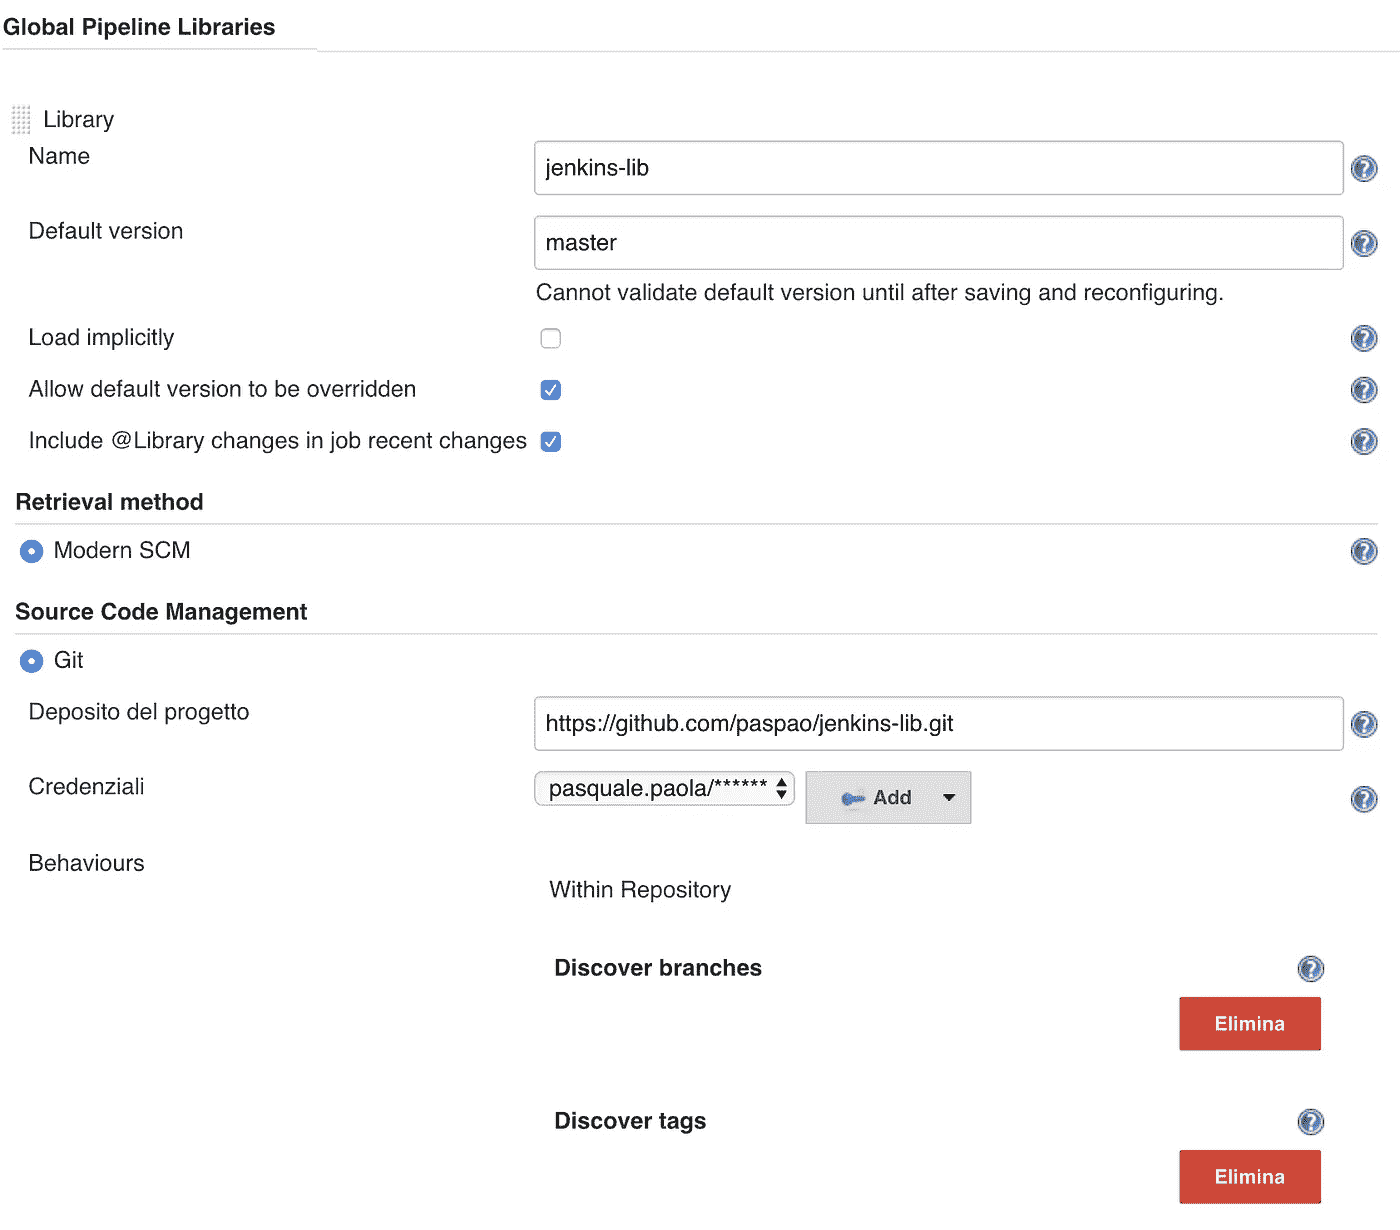 Global Pipeline Libraries
Library
Name
jenkins-lib
Default version
master
Cannot validate default version until after saving and reconfiguring.
Load implicitly
Allow default version to be overridden
Include @Library changes in job recent changes
Retrieval method
Modern SCM
Source Code Management
Git
Deposito del progetto
https://github.com/paspao/jenkins-lib.git
Credenziali
pasquale.paola/******
Add
Behaviours
Within Repository
Discover branches
Elimina
Discover tags
Elimina